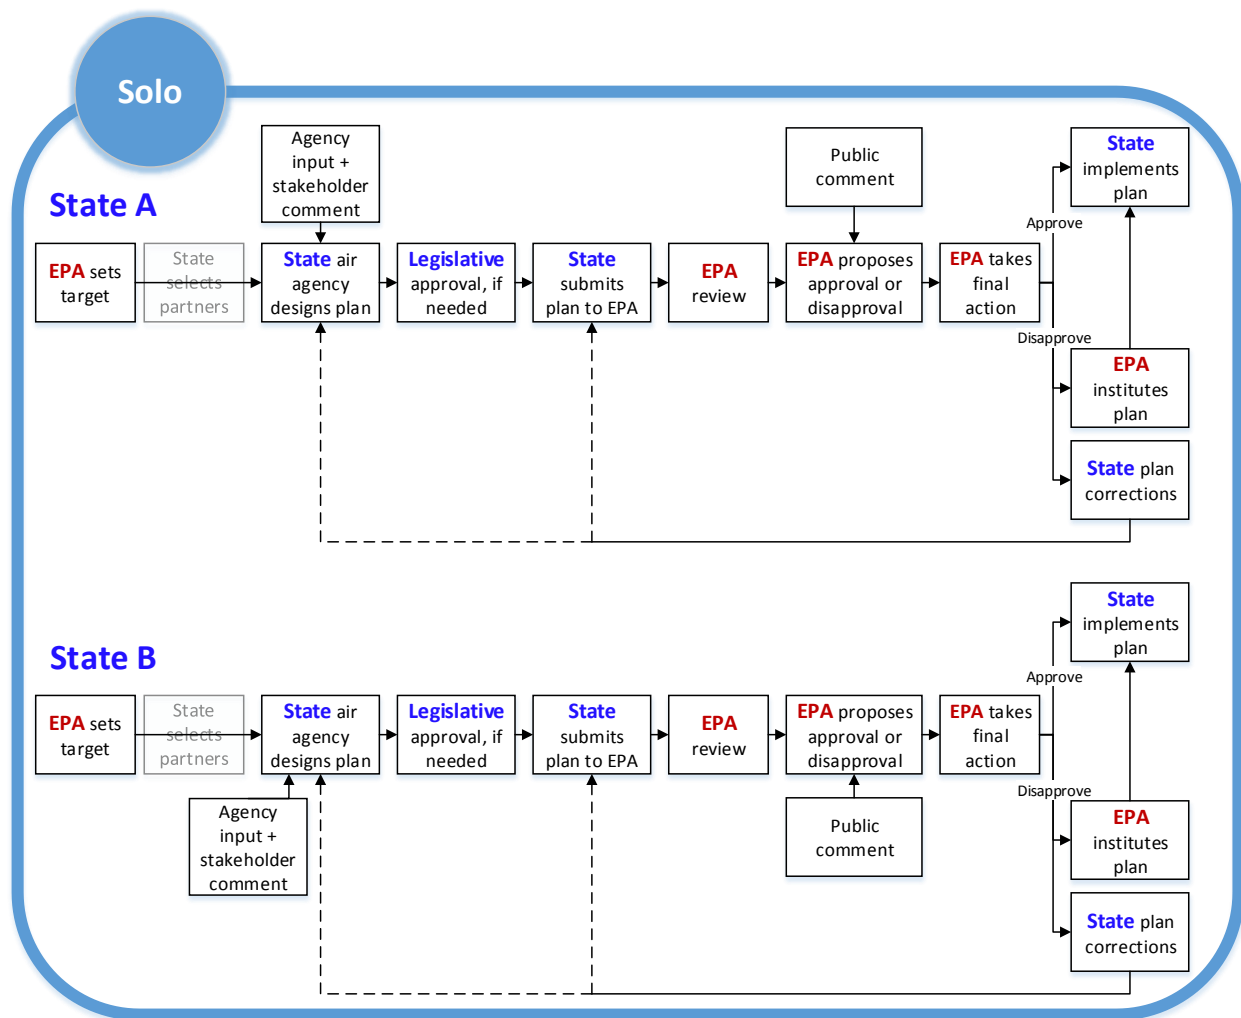 Solo
State A
Agency
input +
stakeholder
comment
Public
comment
State
implements
plan
Approve
EPA sets
target
State
selects
partners
State air
agency
designs plan
Legislative
approval, if
needed
State
submits
plan to EPA
EPA
review
EPA proposes
approval or
disapproval
EPA takes
final
action
Disapprove
EPA
institutes
plan
State plan
corrections
State B
State
implements
plan
Approve
EPA sets
target
State
selects
partners
State air
agency
designs plan
Legislative
approval, if
needed
State
submits
plan to EPA
EPA
review
EPA proposes
approval or
disapproval
EPA takes
final
action
Disapprove
Agency
input +
stakeholder
comment
Public
comment
EPA
institutes
plan
State plan
corrections